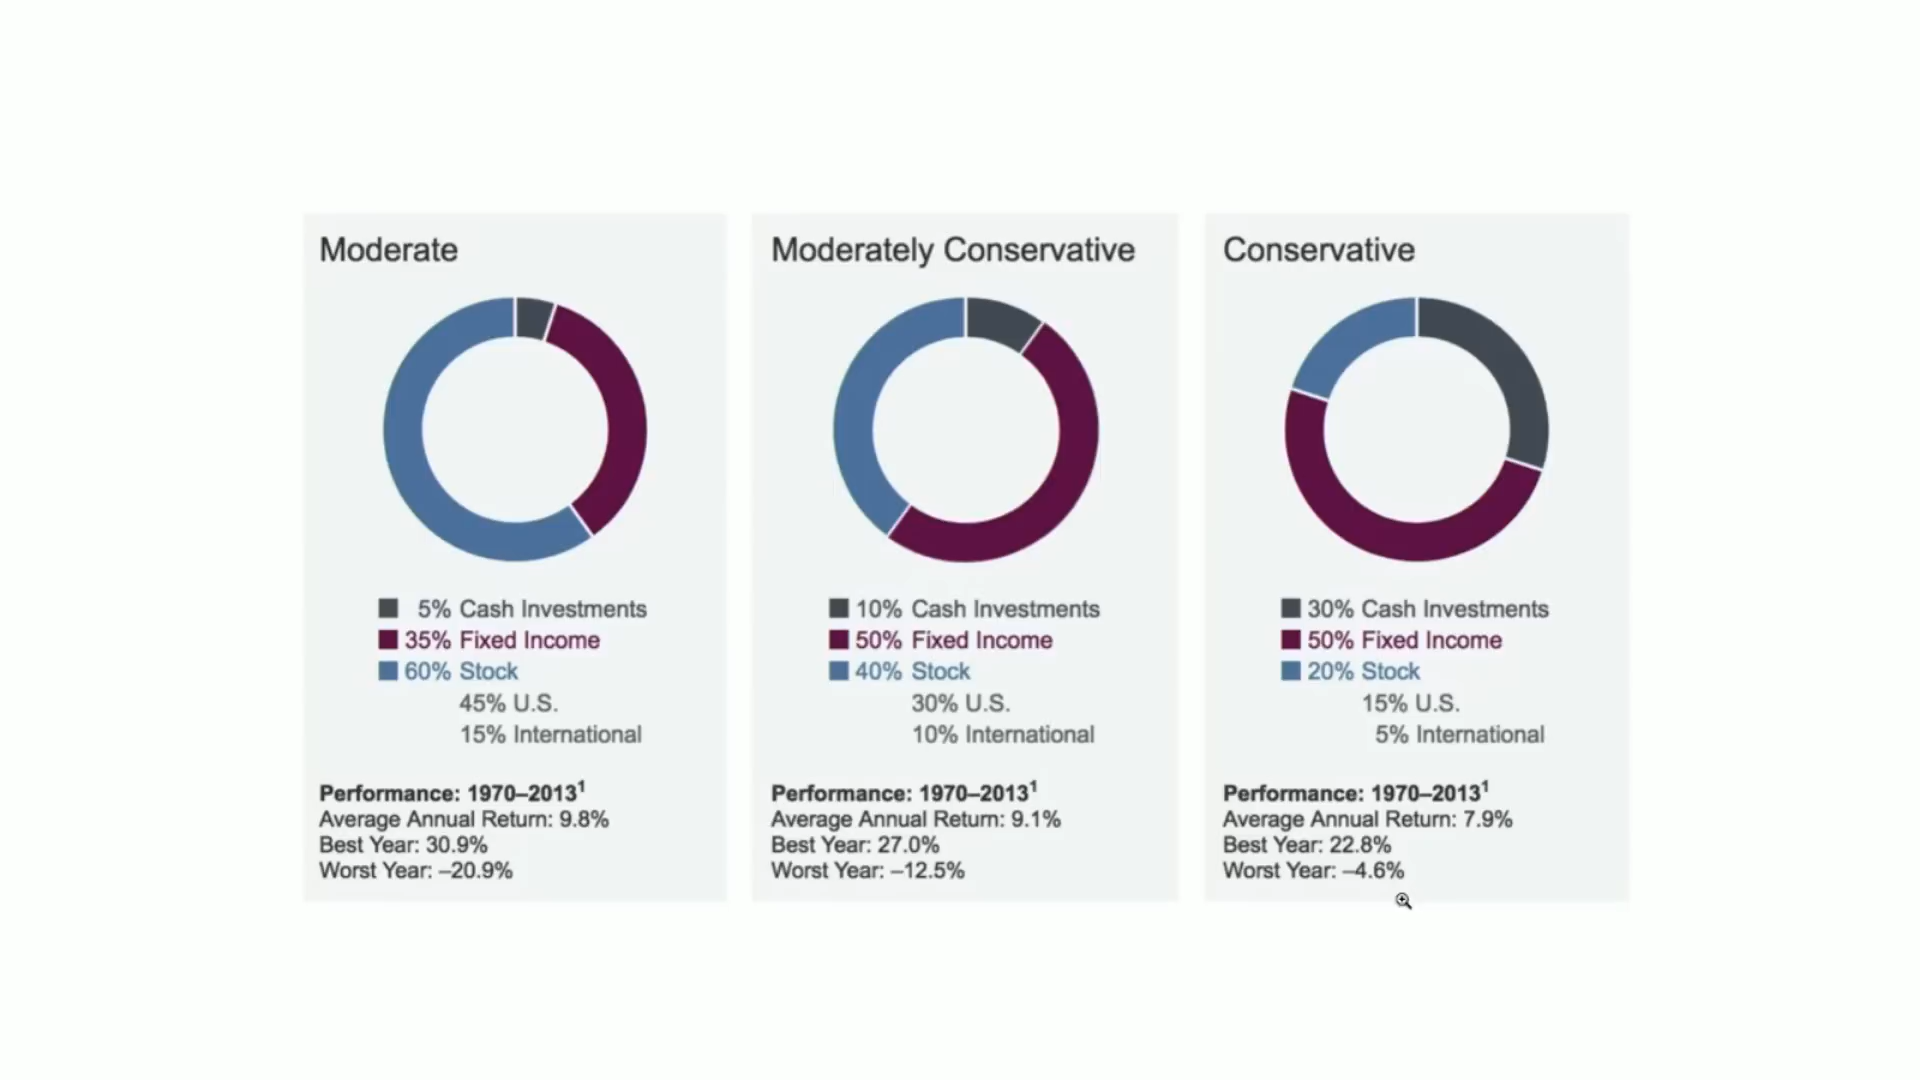 Moderate
5% Cash Investments
35% Fixed Income
60% Stock
45% U.S.
15% International
Performance: 1970–2013¹
Average Annual Return: 9.8%
Best Year: 30.9%
Worst Year: –20.9%
Moderately Conservative
10% Cash Investments
50% Fixed Income
40% Stock
30% U.S.
10% International
Performance: 1970–2013¹
Average Annual Return: 9.1%
Best Year: 27.0%
Worst Year: –12.5%
Conservative
30% Cash Investments
50% Fixed Income
20% Stock
15% U.S.
5% International
Performance: 1970–2013¹
Average Annual Return: 7.9%
Best Year: 22.8%
Worst Year: –4.6%